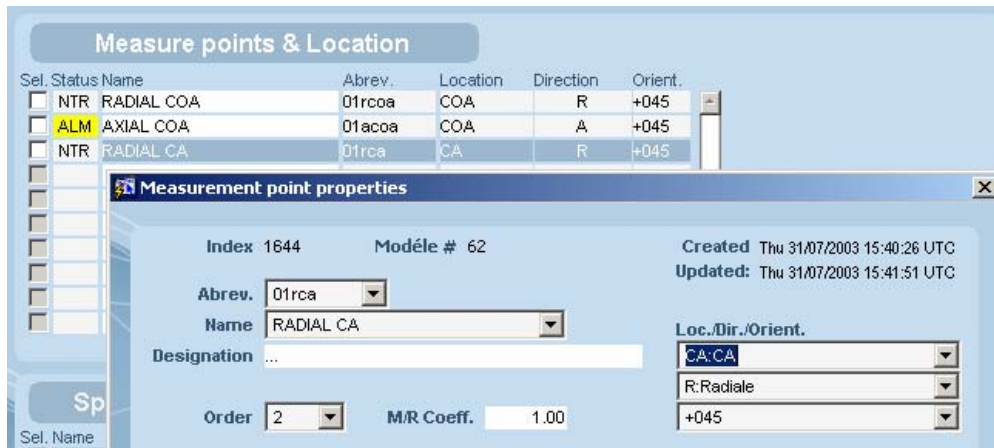 Measure points & Location
Sel. Status Name Abrev. Location Direction Orient.
NTR RADIAL COA 01rcoa COA R +045
ALM AXIAL COA 01acoa COA A +045
NTR RADIAL CA 01rca CA R +045
Measurement point properties
Index 1644 Modéle # 62 Created Thu 31/07/2003 15:40:26 UTC
Updated: Thu 31/07/2003 15:41:51 UTC
Abrev. 01rca
Name RADIAL CA Loc./Dir./Orient.
Designation ... CA:CA
R:Radiale
Order 2 M/R Coeff. 1.00 +045
Sp
Sel. Name